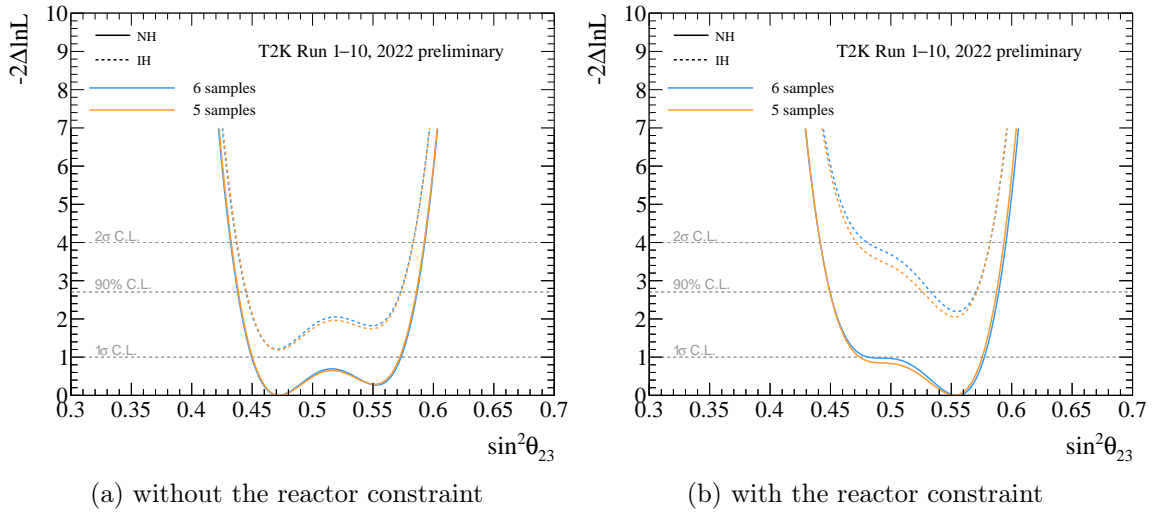 -2ΔlnL
10
9
8
7
6
5
4
3
2
1
0
NH
IH
T2K Run 1–10, 2022 preliminary
6 samples
5 samples
2σ C.L.
90% C.L.
1σ C.L.
0.3 0.35 0.4 0.45 0.5 0.55 0.6 0.65 0.7
sin²θ₂₃
(a) without the reactor constraint
-2ΔlnL
10
9
8
7
6
5
4
3
2
1
0
NH
IH
T2K Run 1–10, 2022 preliminary
6 samples
5 samples
2σ C.L.
90% C.L.
1σ C.L.
0.3 0.35 0.4 0.45 0.5 0.55 0.6 0.65 0.7
sin²θ₂₃
(b) with the reactor constraint